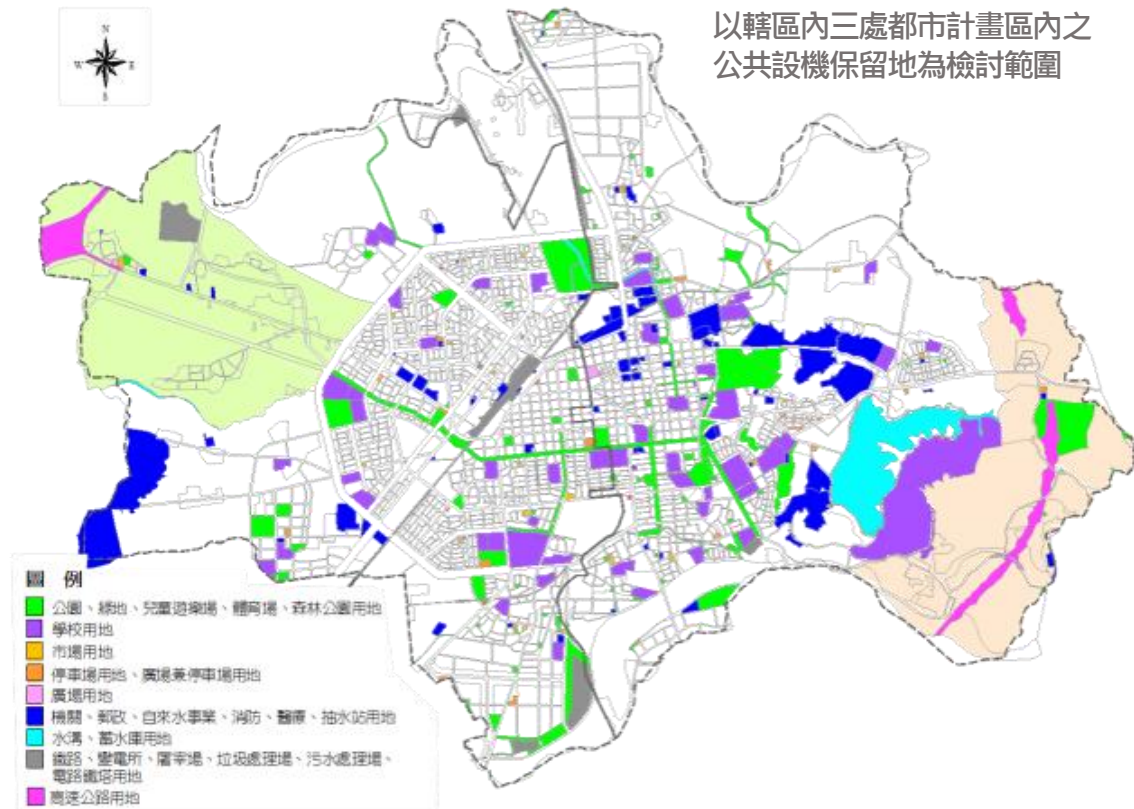 以轄區內三處都市計畫區內之
公共設機保留地為檢討範圍
N
W E
S
圖 例
公園、綠地、兒童遊樂場、體育場、森林公園用地
學校用地
市場用地
停車場用地、廣場兼停車場用地
廣場用地
機關、郵政、自來水事業、消防、醫療、抽水站用地
水溝、蓄水庫用地
鐵路、變電所、屠宰場、垃圾處理場、污水處理場、
電路鐵塔用地
高速公路用地